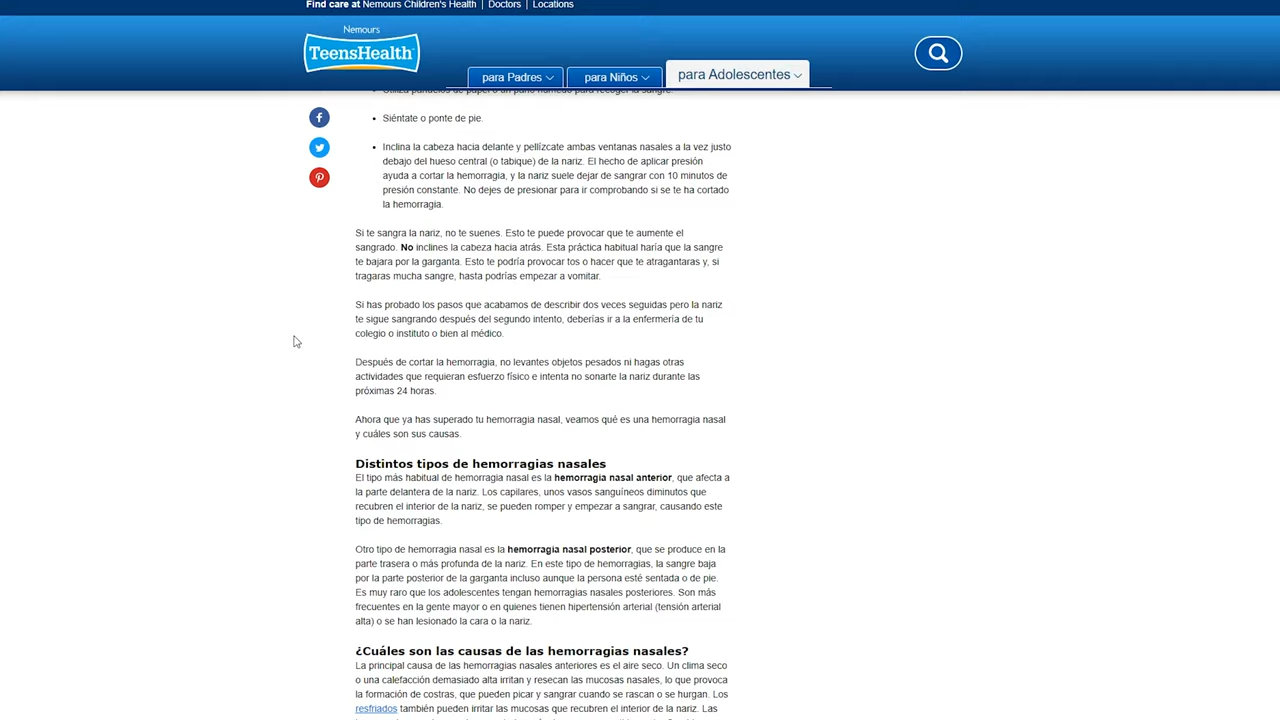 Find care at Nemours Children's Health | Doctors | Locations
Nemours
TeensHealth
para Padres
para Niños
para Adolescentes
Utiliza pañuelos de papel o un paño húmedo para recoger la sangre.
• Siéntate o ponte de pie.
• Inclina la cabeza hacia delante y pellízcate ambas ventanas nasales a la vez justo
debajo del hueso central (o tabique) de la nariz. El hecho de aplicar presión
ayuda a cortar la hemorragia, y la nariz suele dejar de sangrar con 10 minutos de
presión constante. No dejes de presionar para ir comprobando si se te ha cortado
la hemorragia.
Si te sangra la nariz, no te suenes. Esto te puede provocar que te aumente el
sangrado. No inclines la cabeza hacia atrás. Esta práctica habitual haría que la sangre
te bajara por la garganta. Esto te podría provocar tos o hacer que te atragantaras y, si
tragaras mucha sangre, hasta podrías empezar a vomitar.
Si has probado los pasos que acabamos de describir dos veces seguidas pero la nariz
te sigue sangrando después del segundo intento, deberías ir a la enfermería de tu
colegio o instituto o bien al médico.
Después de cortar la hemorragia, no levantes objetos pesados ni hagas otras
actividades que requieran esfuerzo físico e intenta no sonarte la nariz durante las
próximas 24 horas.
Ahora que ya has superado tu hemorragia nasal, veamos qué es una hemorragia nasal
y cuáles son sus causas.
Distintos tipos de hemorragias nasales
El tipo más habitual de hemorragia nasal es la hemorragia nasal anterior, que afecta a
la parte delantera de la nariz. Los capilares, unos vasos sanguíneos diminutos que
recubren el interior de la nariz, se pueden romper y empezar a sangrar, causando este
tipo de hemorragias.
Otro tipo de hemorragia nasal es la hemorragia nasal posterior, que se produce en la
parte trasera o más profunda de la nariz. En este tipo de hemorragias, la sangre baja
por la parte posterior de la garganta incluso aunque la persona esté sentada o de pie.
Es muy raro que los adolescentes tengan hemorragias nasales posteriores. Son más
frecuentes en la gente mayor o en quienes tienen hipertensión arterial (tensión arterial
alta) o se han lesionado la cara o la nariz.
¿Cuáles son las causas de las hemorragias nasales?
La principal causa de las hemorragias nasales anteriores es el aire seco. Un clima seco
o una calefacción demasiado alta irritan y resecan las mucosas nasales, lo que provoca
la formación de costras, que pueden picar y sangrar cuando se rascan o se hurgan. Los
resfriados también pueden irritar las mucosas que recubren el interior de la nariz. Las